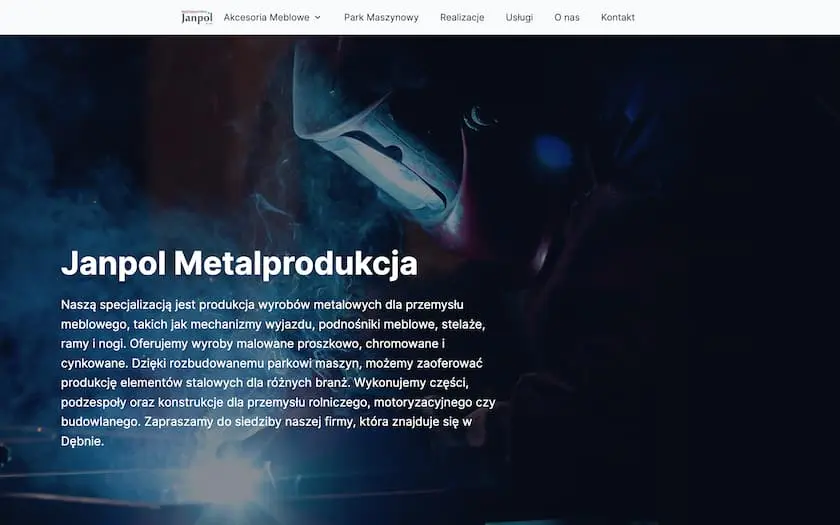 Janpol
Akcesoria Meblowe
Park Maszynowy
Realizacje
Usługi
O nas
Kontakt
Janpol Metalprodukcja
Naszą specjalizacją jest produkcja wyrobów metalowych dla przemysłu
meblowego, takich jak mechanizmy wyjazdu, podnośniki meblowe, stelaże,
ramy i nogi. Oferujemy wyroby malowane proszkowo, chromowane i
cynkowane. Dzięki rozbudowanemu parkowi maszyn, możemy zaoferować
produkcję elementów stalowych dla różnych branż. Wykonujemy części,
podzespoły oraz konstrukcje dla przemysłu rolniczego, motoryzacyjnego czy
budowlanego. Zapraszamy do siedziby naszej firmy, która znajduje się w
Dębnie.